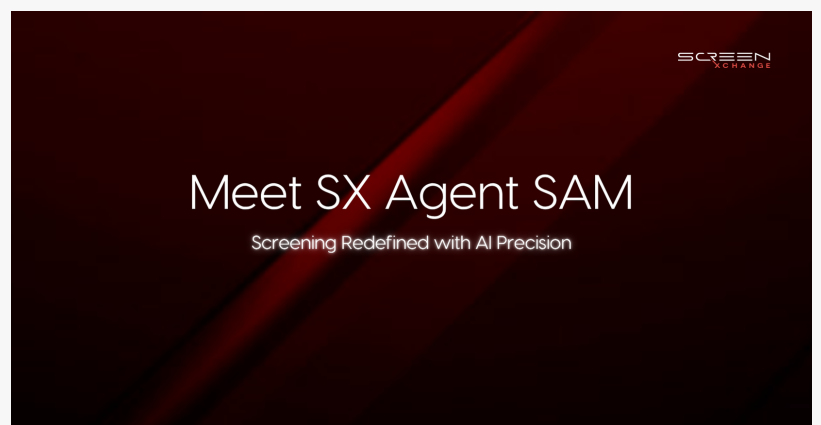 SCREEN
XCHANGE
Meet SX Agent SAM
Screening Redefined with AI Precision